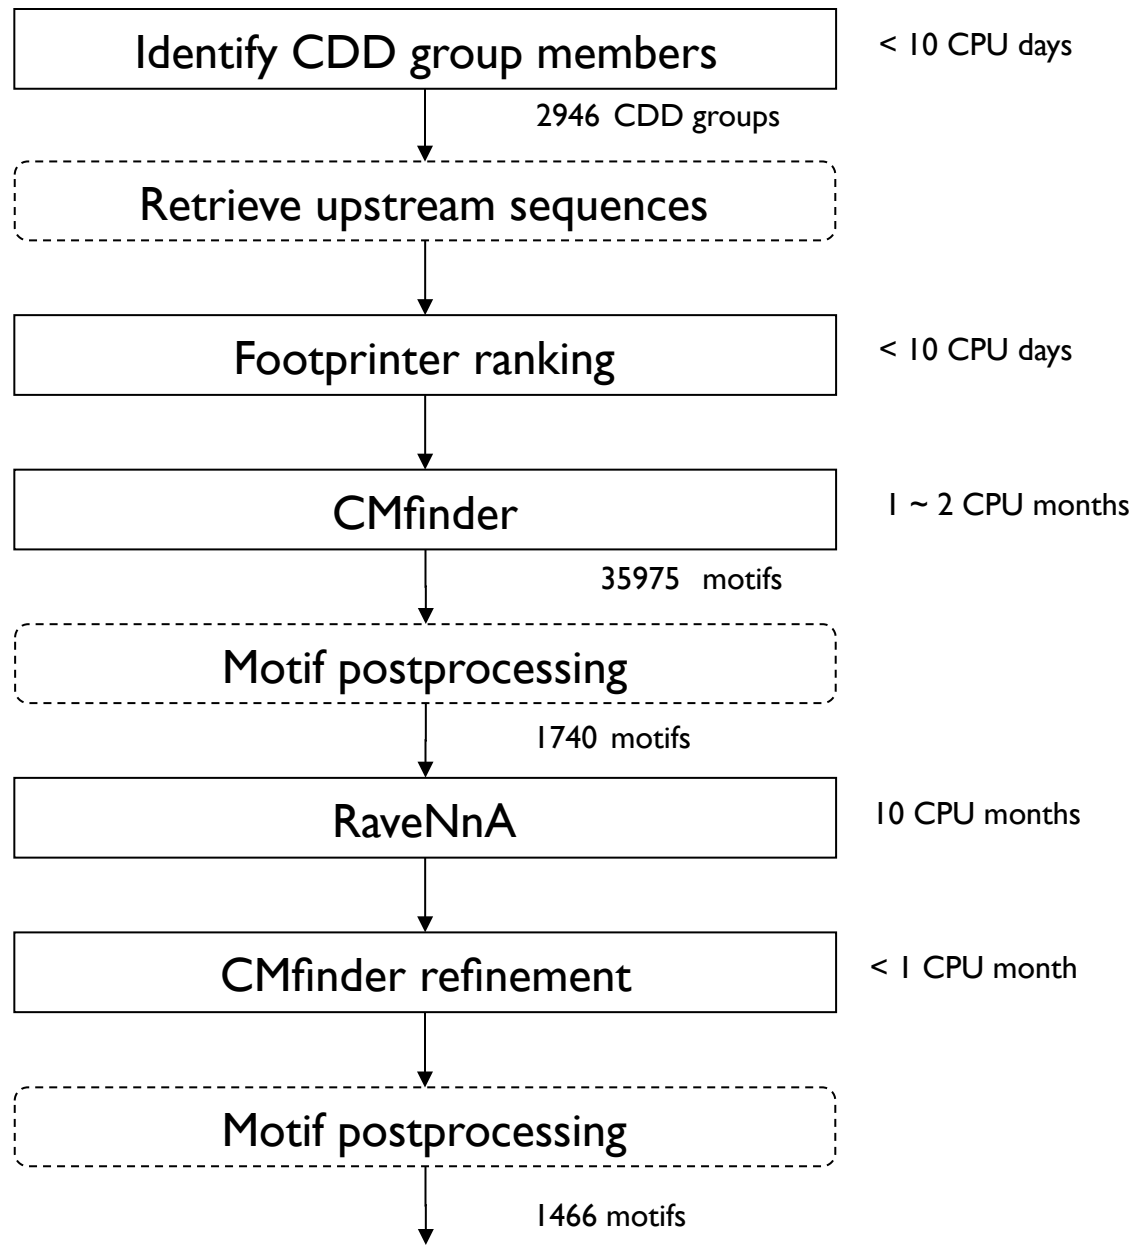 Identify CDD group members
< 10 CPU days
2946 CDD groups
Retrieve upstream sequences
Footprinter ranking
< 10 CPU days
CMfinder
1 ~ 2 CPU months
35975 motifs
Motif postprocessing
1740 motifs
RaveNnA
10 CPU months
CMfinder refinement
< 1 CPU month
Motif postprocessing
1466 motifs